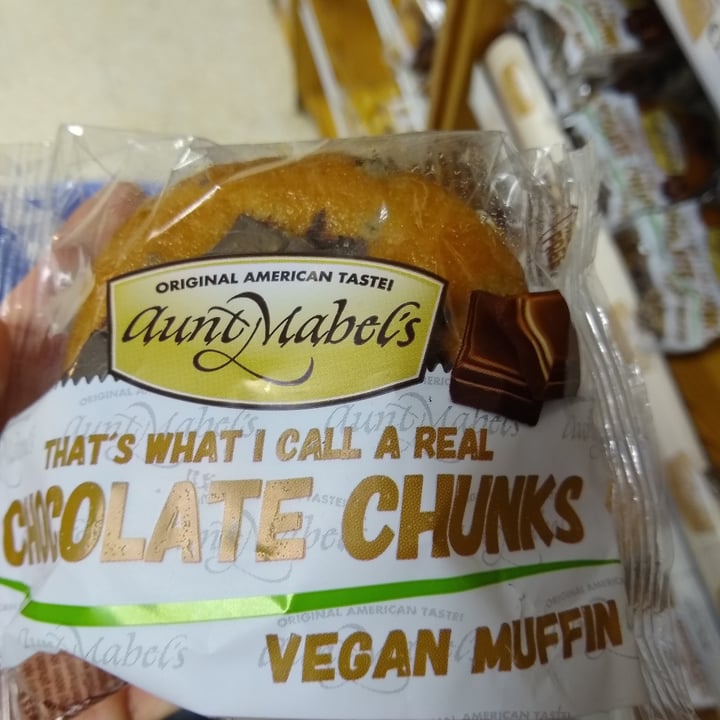 ORIGINAL AMERICAN TASTE!
aunt Mabel's
THAT'S WHAT I CALL A REAL
CHOCOLATE CHUNKS
VEGAN MUFFIN